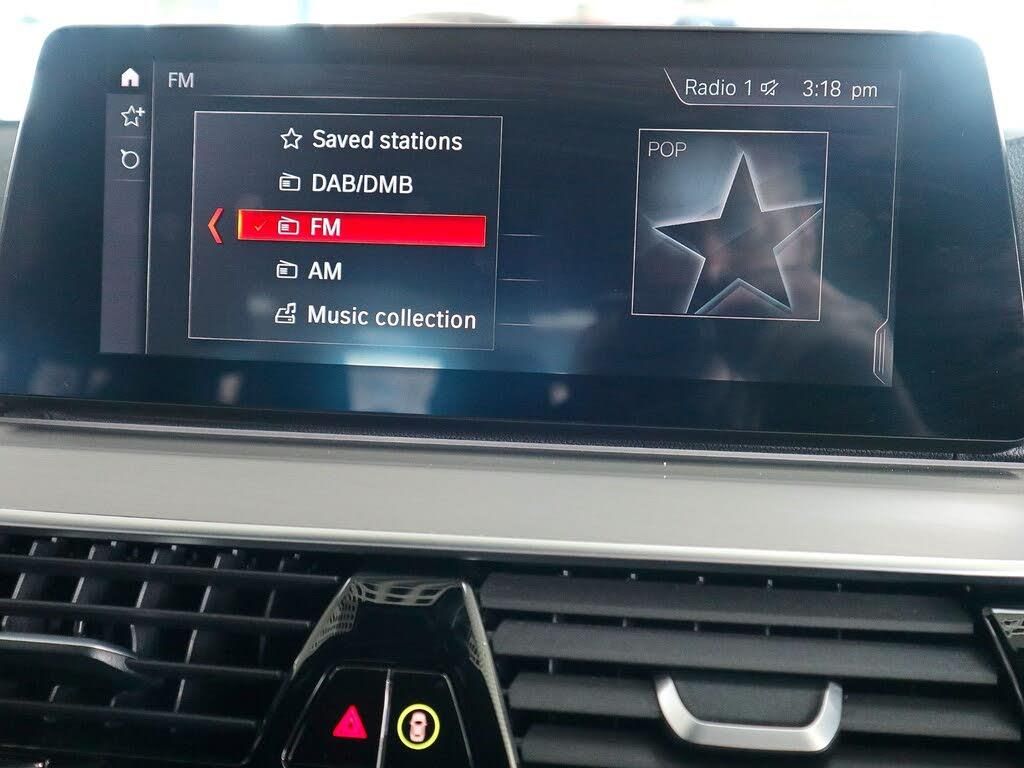 FM
Radio 1 3:18 pm
Saved stations
DAB/DMB
FM
AM
Music collection
POP